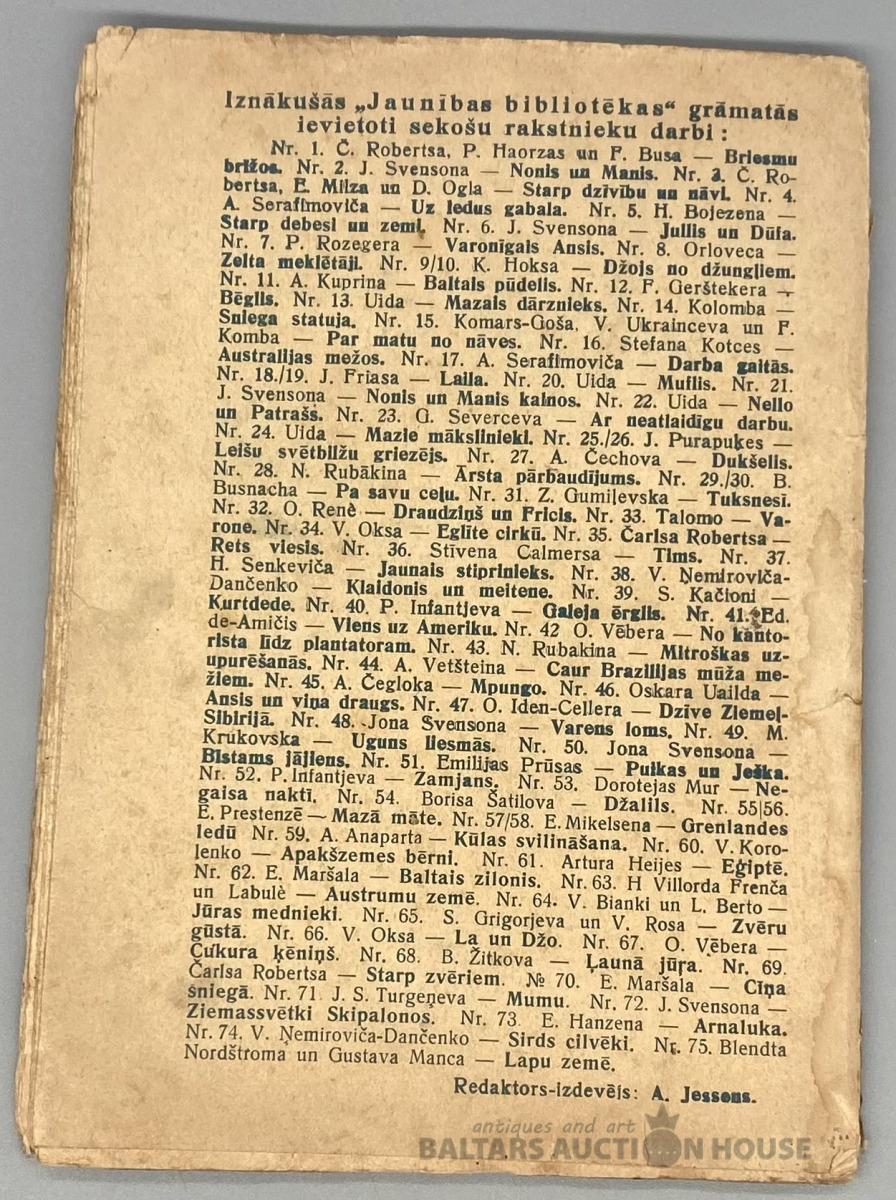 Iznākušās „Jaunības bibliotēkas“ grāmatās
ievietoti sekošu rakstnieku darbi :
Nr. 1. Č. Robertsa, P. Haorzas un F. Busa — Briesmu
brīžos. Nr. 2. J. Svensona — Nonis un Manis. Nr. 3. Č. Ro-
bertsa, E. Milza un D. Ogla — Starp dzīvību un nāvi. Nr. 4.
A. Serafimoviča — Uz ledus gabala. Nr. 5. H. Bojezena —
Starp debesi un zemi. Nr. 6. J. Svensona — Julis un Dūfa.
Nr. 7. P. Rozegera — Varonīgais Ansis. Nr. 8. Orloveca —
Zelta meklētāji. Nr. 9/10. K. Hoksa — Džojs no džungļiem.
Nr. 11. A. Kuprina — Baltais pūdelis. Nr. 12. F. Gerštekera —
Bēglis. Nr. 13. Uida — Mazais dārznieks. Nr. 14. Kolomba —
Sniega statuja. Nr. 15. Komars-Goša, V. Ukrainceva un F.
Komba — Par matu no nāves. Nr. 16. Stefana Kotces —
Australijas mežos. Nr. 17. A. Serafimoviča — Darba gaitās.
Nr. 18./19. J. Friasa — Laila. Nr. 20. Uida — Muflis. Nr. 21.
J. Svensona — Nonis un Manis kalnos. Nr. 22. Uida — Nello
un Patrašs. Nr. 23. G. Severceva — Ar neatlaidīgu darbu.
Nr. 24. Uida — Mazie mākslinieki. Nr. 25./26. J. Purapuķes —
Leišu svētbilžu griezējs. Nr. 27. A. Čechova — Dukšelis.
Nr. 28. N. Rubākina — Ārsta pārbaudījums. Nr. 29./30. B.
Busnacha — Pa savu ceļu. Nr. 31. Z. Gumiļevska — Tuksnesī.
Nr. 32. O. Renè — Draudziņš un Fricis. Nr. 33. Talomo — Va-
rone. Nr. 34. V. Oksa — Eglīte cirkū. Nr. 35. Čarlsa Robertsa —
Rets viesis. Nr. 36. Stīvena Calmersa — Tims. Nr. 37.
H. Senkeviča — Jaunais stiprinieks. Nr. 38. V. Ņemiroviča-
Dančenko — Klaidonis un meitene. Nr. 39. S. Kačioni —
Kurtdede. Nr. 40. P. Infantjeva — Galeja ērglis. Nr. 41. Ed.
de-Amičis — Viens uz Ameriku. Nr. 42 O. Vēbera — No kanto-
rista līdz plantatoram. Nr. 43. N. Rubakina — Mitroškas uz-
upurēšanās. Nr. 44. A. Vetšteina — Caur Brazilijas mūža me-
žiem. Nr. 45. A. Čegloka — Mpungo. Nr. 46. Oskara Uailda —
Ansis un viņa draugs. Nr. 47. O. Iden-Cellera — Dzīve Ziemeļ-
Sibirijā. Nr. 48. Jona Svensona — Varens loms. Nr. 49. M.
Krukovska — Uguns liesmās. Nr. 50. Jona Svensona —
Bīstams jājiens. Nr. 51. Emilijas Prūsas — Puikas un Ješka.
Nr. 52. P. Infantjeva — Zamjans. Nr. 53. Dorotejas Mur — Ne-
gaisa naktī. Nr. 54. Borisa Šatilova — Džalils. Nr. 55|56.
E. Prestenzē — Mazā māte. Nr. 57/58. E. Mikelsena — Grenlandes
ledū Nr. 59. A. Anaparta — Kūlas svilināšana. Nr. 60. V. Koro-
ļenko — Apakšzemes bērni. Nr. 61. Artura Heijes — Eģiptē.
Nr. 62. E. Maršala — Baltais zilonis. Nr. 63. H Villorda Frenča
un Labulè — Austrumu zemē. Nr. 64. V. Bianki un L. Berto —
Jūras mednieki. Nr. 65. S. Grigorjeva un V. Rosa — Zvēru
gūstā. Nr. 66. V. Oksa — La un Džo. Nr. 67. O. Vēbera —
Cukura ķēniņš. Nr. 68. B. Žitkova — Ļaunā jūra. Nr. 69.
Čarlsa Robertsa — Starp zvēriem. № 70. E. Maršala — Cīņa
sniegā. Nr. 71 J. S. Turgeņeva — Mumu. Nr. 72. J. Svensona —
Ziemassvētki Skipalonos. Nr. 73 E. Hanzena — Arnaluka.
Nr. 74. V. Ņemiroviča-Dančenko — Sirds cilvēki. Nr. 75. Blendta
Nordštroma un Gustava Manca — Lapu zemē.
Redaktors-izdevējs: A. Jessens.
antiques and art
BALTARS AUCTION HOUSE